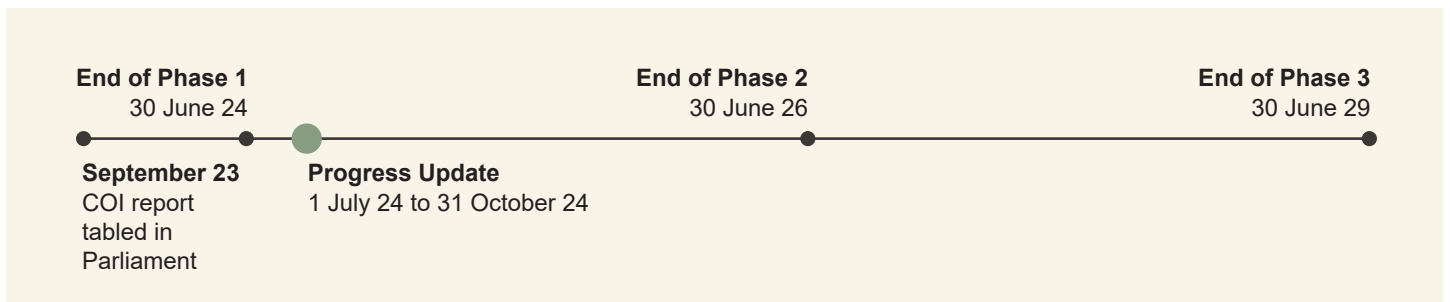 End of Phase 1
30 June 24
End of Phase 2
30 June 26
End of Phase 3
30 June 29
September 23
COI report
tabled in
Parliament
Progress Update
1 July 24 to 31 October 24